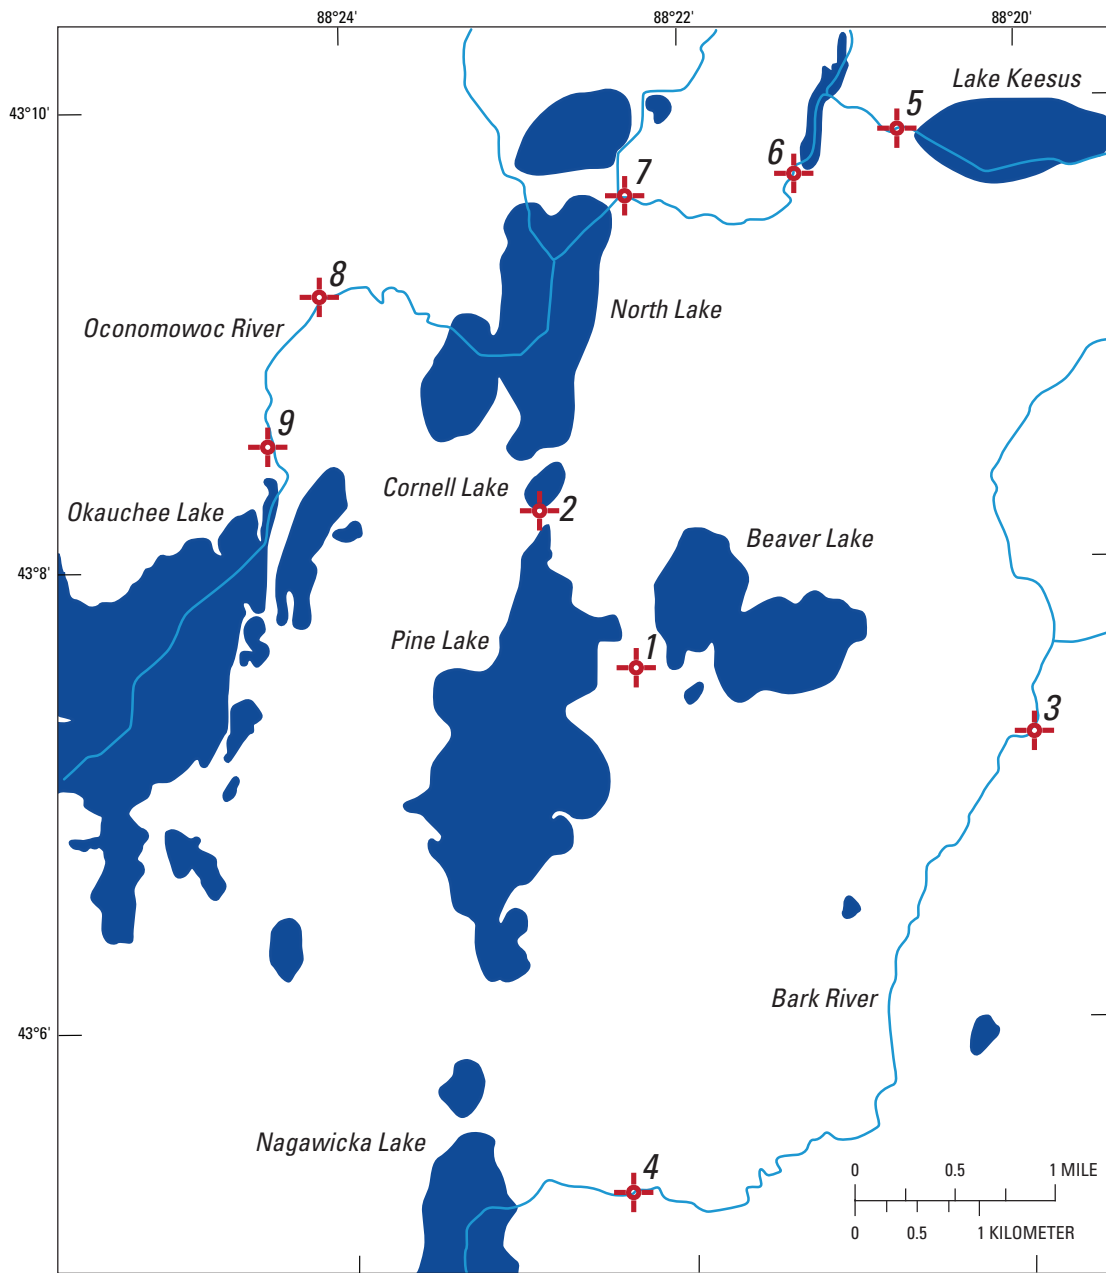 88°24' 88°22' 88°20'
Lake Keesus
43°10'
5
6
7
8
North Lake
Oconomowoc River
9
Cornell Lake
2
Okauchee Lake
Beaver Lake
43°8'
Pine Lake
1
3
Bark River
43°6'
Nagawicka Lake
4
0 0.5 1 MILE
0 0.5 1 KILOMETER